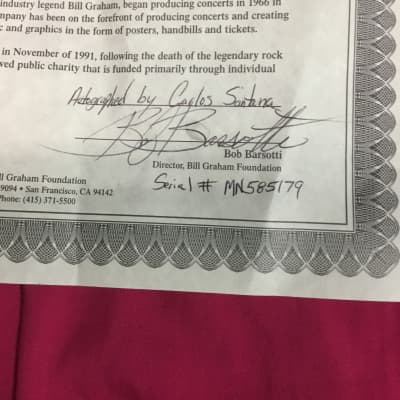 industry legend Bill Graham, began producing concerts in 1966 in
mpany has been on the forefront of producing concerts and creating
c and graphics in the form of posters, handbills and tickets.
in November of 1991, following the death of the legendary rock
wed public charity that is funded primarily through individual
Autographed by Carlos Santana
Bob Barsotti
Bob Barsotti
Director, Bill Graham Foundation
Serial # MN585179
ll Graham Foundation
9094 • San Francisco, CA 94142
Phone: (415) 371-5500